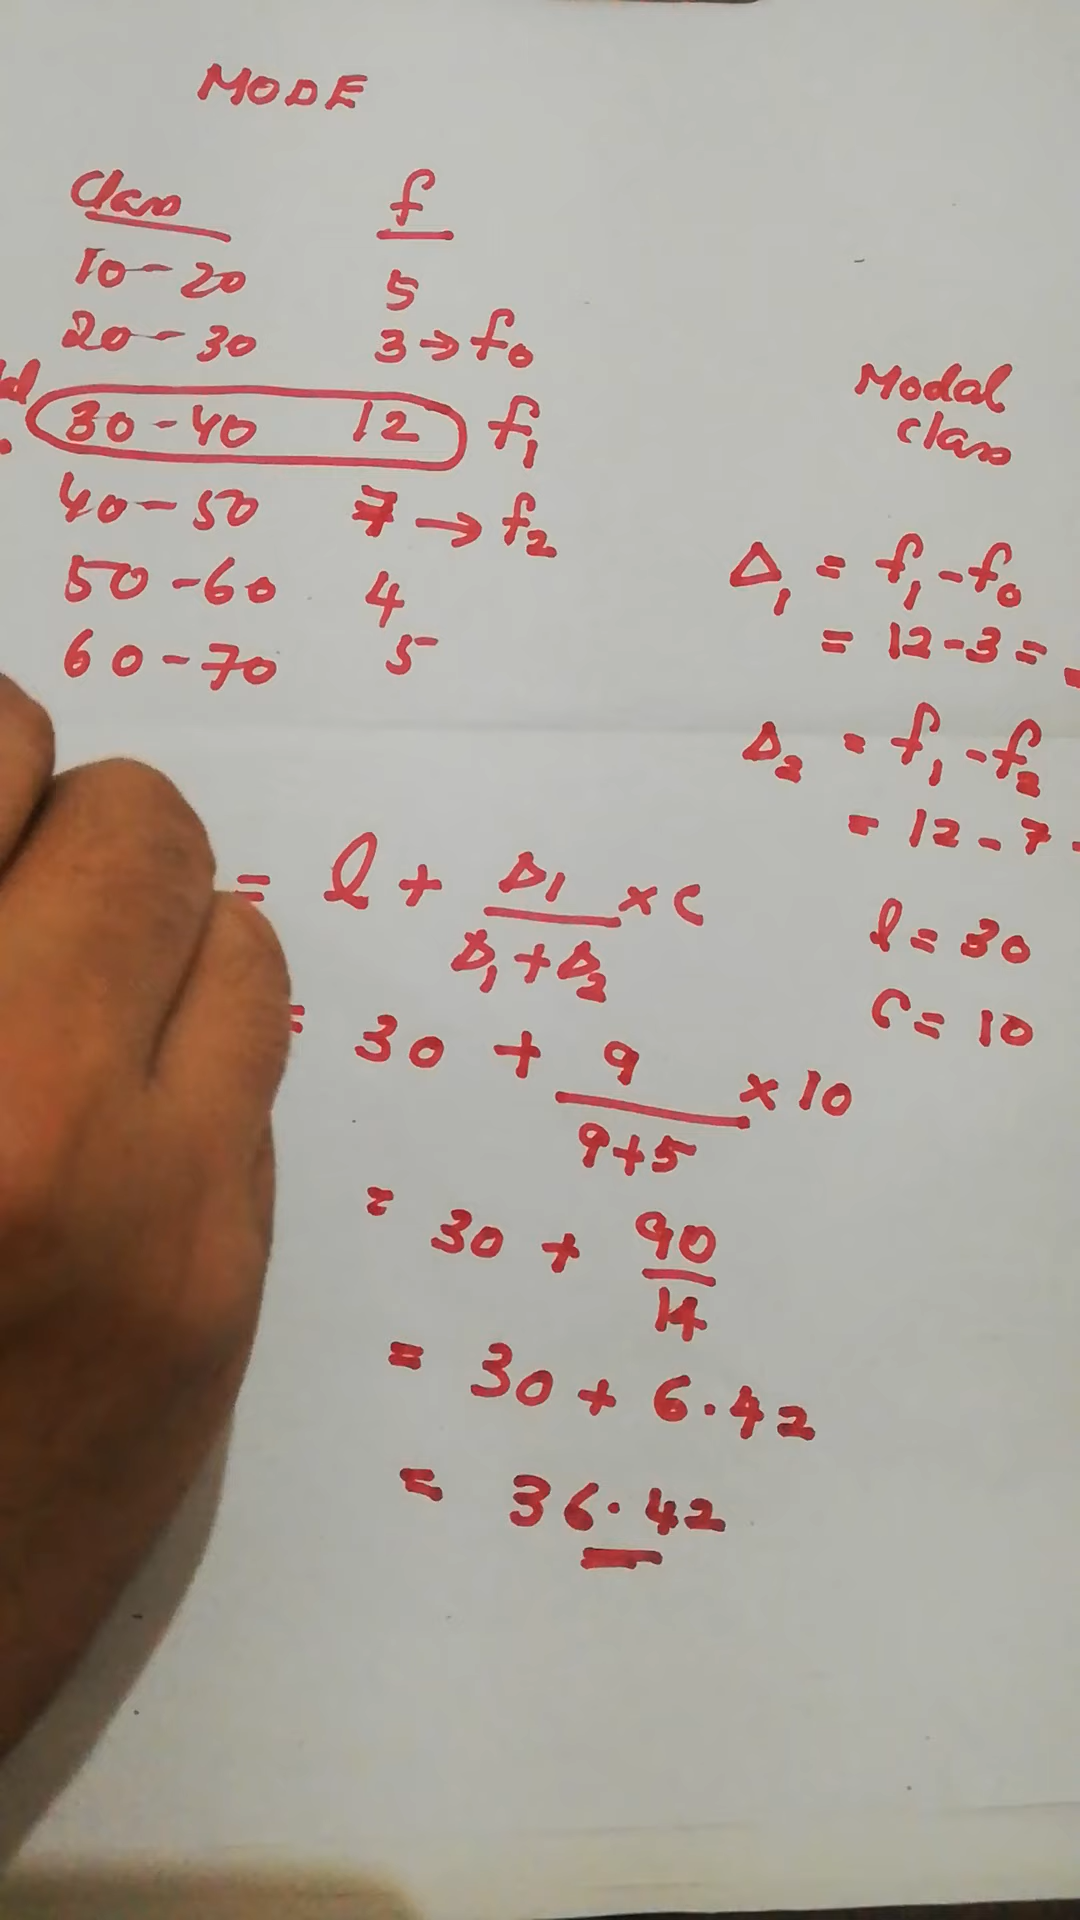 MODE
Class f
10-20 5
20-30 3→f₀
30-40 12 f₁
40-50 7→f₂
50-60 4
60-70 5
Modal
class
Δ₁ = f₁-f₀
= 12-3=
Δ₂ = f₁-f₂
= 12-7
l=30
C=10
= l + Δ₁/(Δ₁+Δ₂) × C
= 30 + 9/(9+5) × 10
= 30 + 90/14
= 30 + 6.42
= 36.42